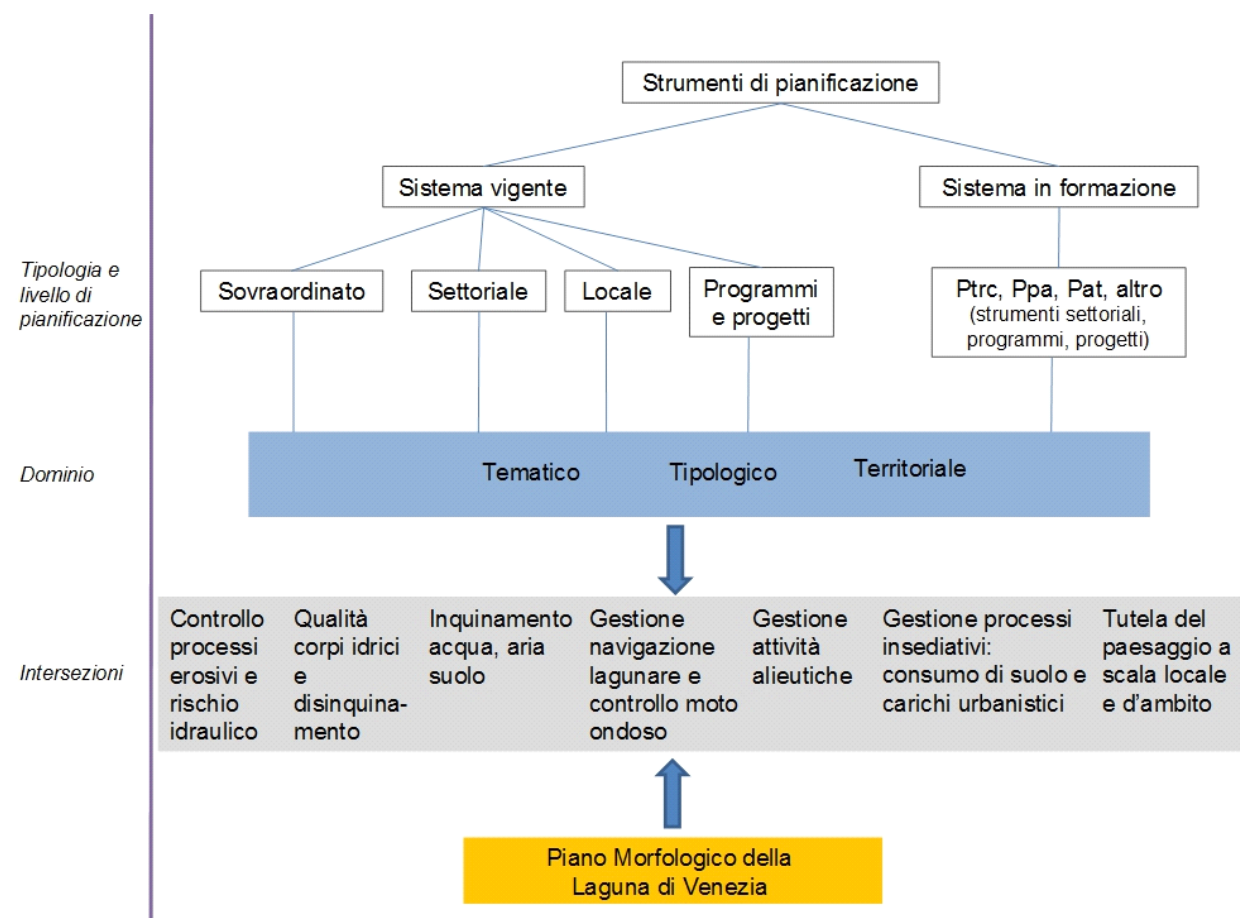 Strumenti di pianificazione
Sistema vigente
Sistema in formazione
Tipologia e
livello di
pianificazione
Sovraordinato
Settoriale
Locale
Programmi
e progetti
Ptrc, Ppa, Pat, altro
(strumenti settoriali,
programmi, progetti)
Dominio
Tematico
Tipologico
Territoriale
Intersezioni
Controllo
processi
erosivi e
rischio
idraulico
Qualità
corpi idrici
e
disinquina-
mento
Inquinamento
acqua, aria
suolo
Gestione
navigazione
lagunare e
controllo moto
ondoso
Gestione
attività
alieutiche
Gestione processi
insediativi:
consumo di suolo e
carichi urbanistici
Tutela del
paesaggio a
scala locale
e d'ambito
Piano Morfologico della
Laguna di Venezia